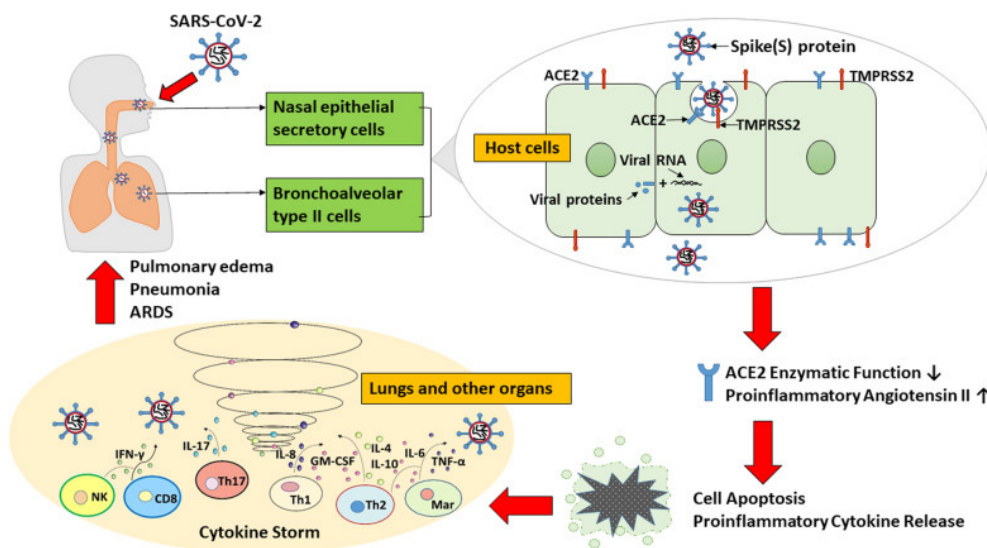 SARS-CoV-2
Nasal epithelial
secretory cells
Bronchoalveolar
type II cells
Spike(S) protein
ACE2
TMPRSS2
ACE2
TMPRSS2
Host cells
Viral RNA
+
Viral proteins
Pulmonary edema
Pneumonia
ARDS
ACE2 Enzymatic Function ↓
Proinflammatory Angiotensin II ↑
Cell Apoptosis
Proinflammatory Cytokine Release
Lungs and other organs
IFN-γ
IL-17
IL-8
GM-CSF
IL-4
IL-10
IL-6
TNF-α
NK
CD8
Th17
Th1
Th2
Mar
Cytokine Storm